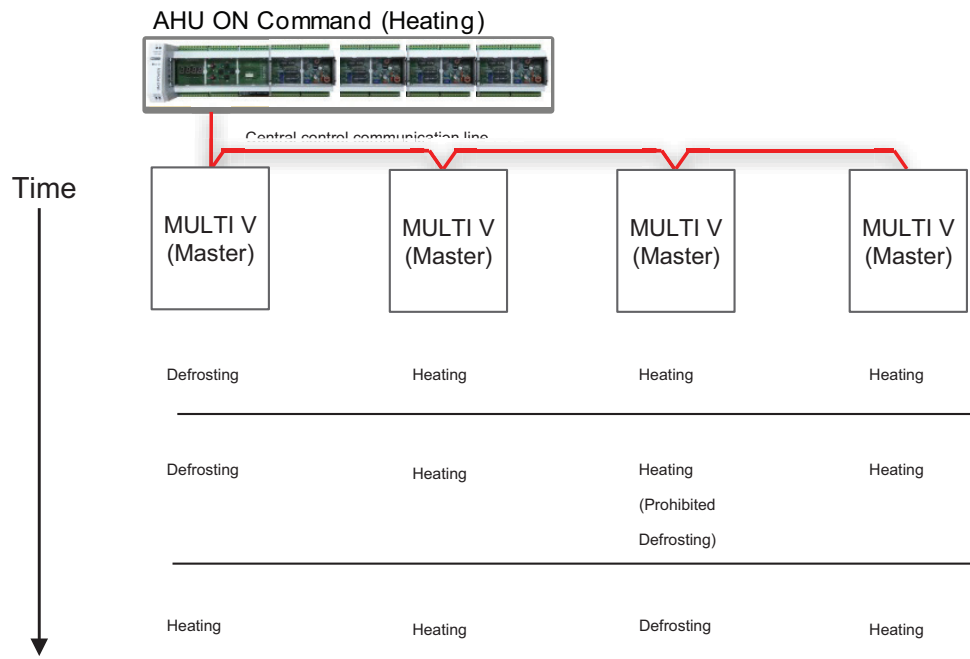 AHU ON Command (Heating)
Central control communication line
Time
MULTI V
(Master)
MULTI V
(Master)
MULTI V
(Master)
MULTI V
(Master)
Defrosting Heating Heating Heating
Defrosting Heating Heating Heating
(Prohibited
Defrosting)
Heating Heating Defrosting Heating